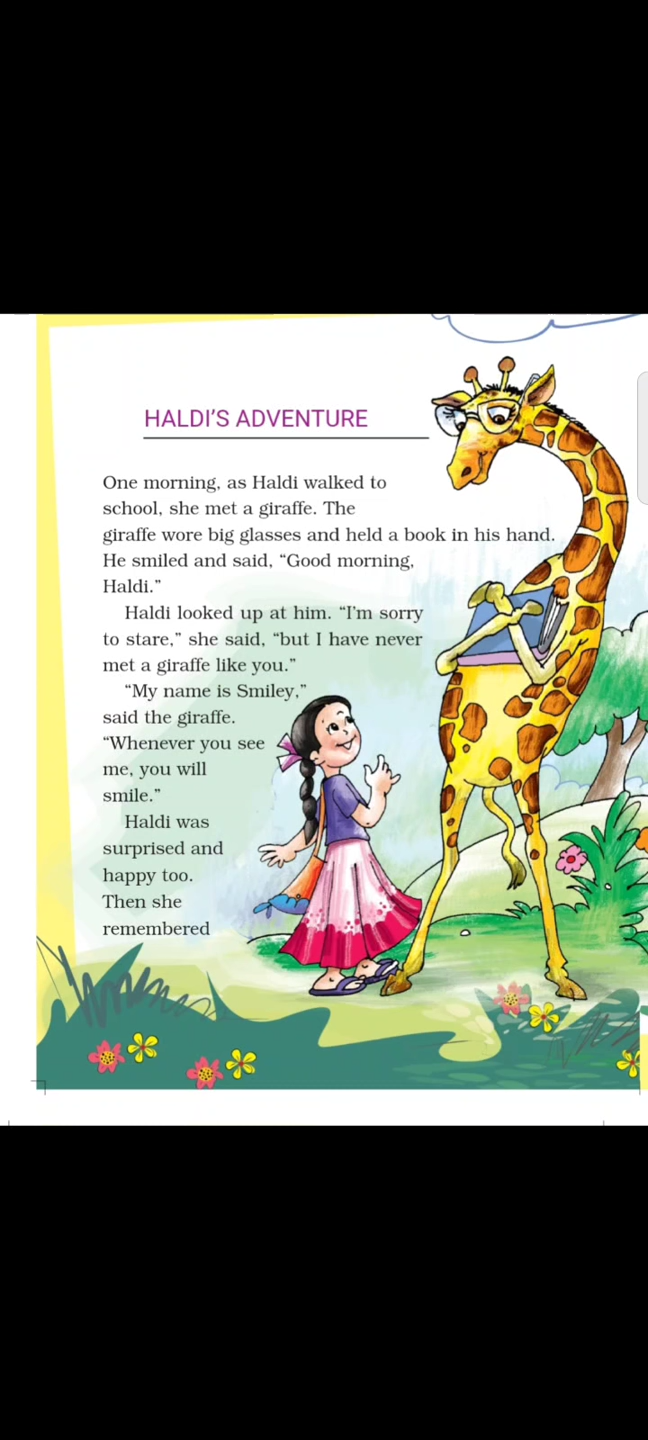 HALDI’S ADVENTURE
One morning, as Haldi walked to
school, she met a giraffe. The
giraffe wore big glasses and held a book in his hand.
He smiled and said, “Good morning,
Haldi.”
Haldi looked up at him. “I’m sorry
to stare,” she said, “but I have never
met a giraffe like you.”
“My name is Smiley,”
said the giraffe.
“Whenever you see
me, you will
smile.”
Haldi was
surprised and
happy too.
Then she
remembered